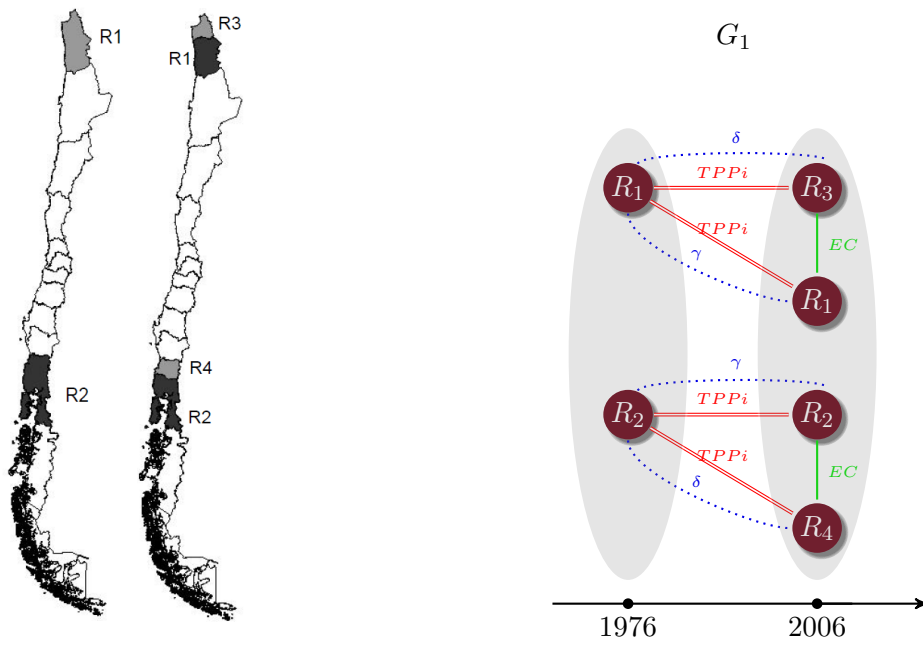 R1
R2
R3
R1
R4
R2
G1
δ
TPPi
R1
R3
TPPi
EC
γ
R1
γ
TPPi
R2
R2
TPPi
EC
δ
R4
1976
2006